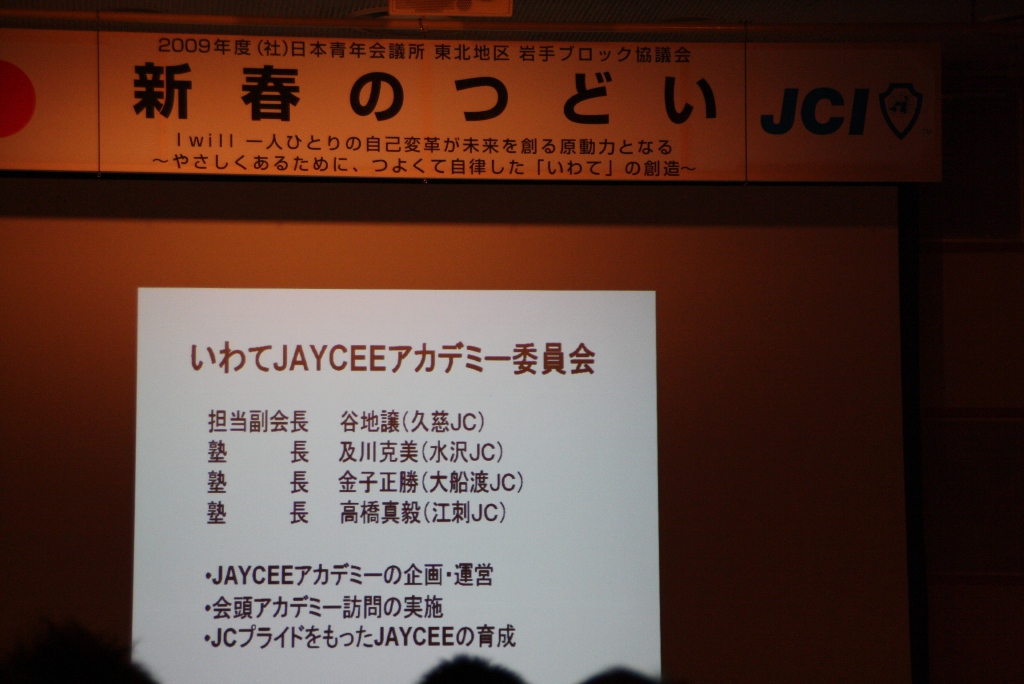 2009年度(社)日本青年会議所 東北地区 岩手ブロック協議会
新春のつどい
I will 一人ひとりの自己変革が未来を創る原動力となる
～やさしくあるために、つよくて自律した「いわて」の創造～
JCI
いわてJAYCEEアカデミー委員会
担当副会長 谷地譲(久慈JC)
塾長 及川克美(水沢JC)
塾長 金子正勝(大船渡JC)
塾長 高橋真毅(江刺JC)
・JAYCEEアカデミーの企画・運営
・会頭アカデミー訪問の実施
・JCプライドをもったJAYCEEの育成